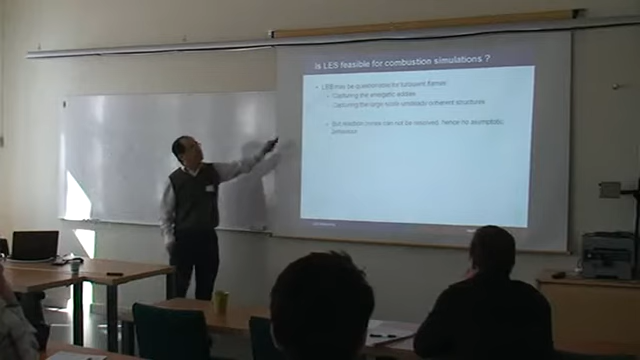 Is LES feasible for combustion simulations ?
LES may be questionable for turbulent flames
Capturing the energetic eddies
Capturing the large scale unsteady coherent structures
But reaction zones can not be resolved, hence no asymptotic
behaviour